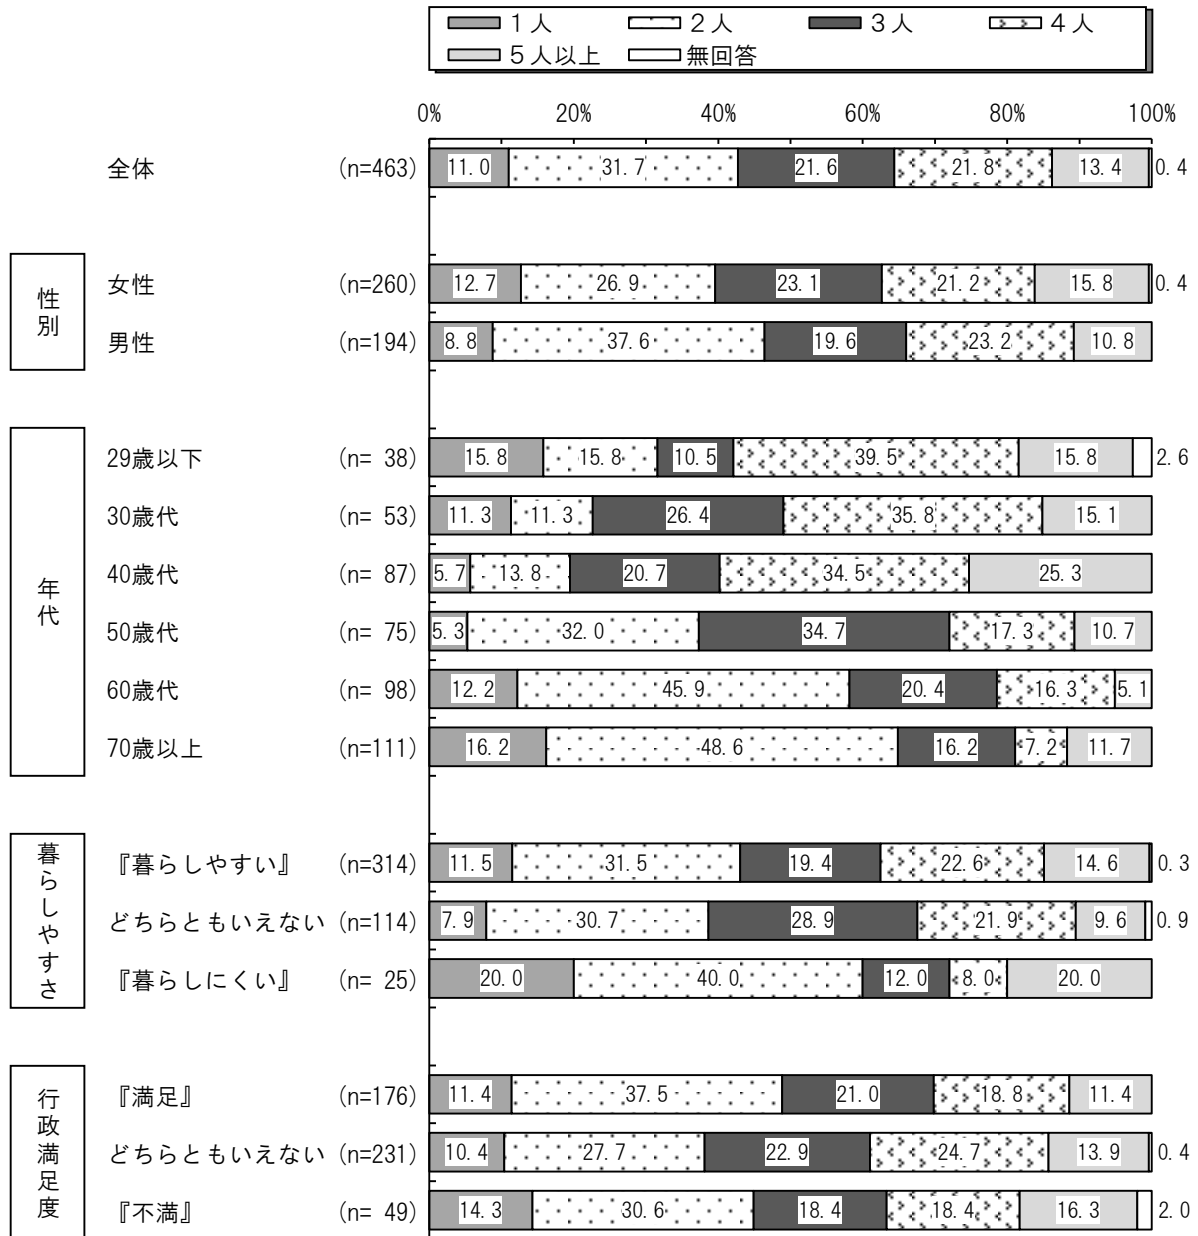 １人 ２人 ３人 ４人
５人以上 無回答
0% 20% 40% 60% 80% 100%
全体 (n=463) 11.0 31.7 21.6 21.8 13.4 0.4
性別
女性 (n=260) 12.7 26.9 23.1 21.2 15.8 0.4
男性 (n=194) 8.8 37.6 19.6 23.2 10.8
年代
29歳以下 (n= 38) 15.8 15.8 10.5 39.5 15.8 2.6
30歳代 (n= 53) 11.3 11.3 26.4 35.8 15.1
40歳代 (n= 87) 5.7 13.8 20.7 34.5 25.3
50歳代 (n= 75) 5.3 32.0 34.7 17.3 10.7
60歳代 (n= 98) 12.2 45.9 20.4 16.3 5.1
70歳以上 (n=111) 16.2 48.6 16.2 7.2 11.7
暮らしやすさ
『暮らしやすい』 (n=314) 11.5 31.5 19.4 22.6 14.6 0.3
どちらともいえない (n=114) 7.9 30.7 28.9 21.9 9.6 0.9
『暮らしにくい』 (n= 25) 20.0 40.0 12.0 8.0 20.0
行政満足度
『満足』 (n=176) 11.4 37.5 21.0 18.8 11.4
どちらともいえない (n=231) 10.4 27.7 22.9 24.7 13.9 0.4
『不満』 (n= 49) 14.3 30.6 18.4 18.4 16.3 2.0